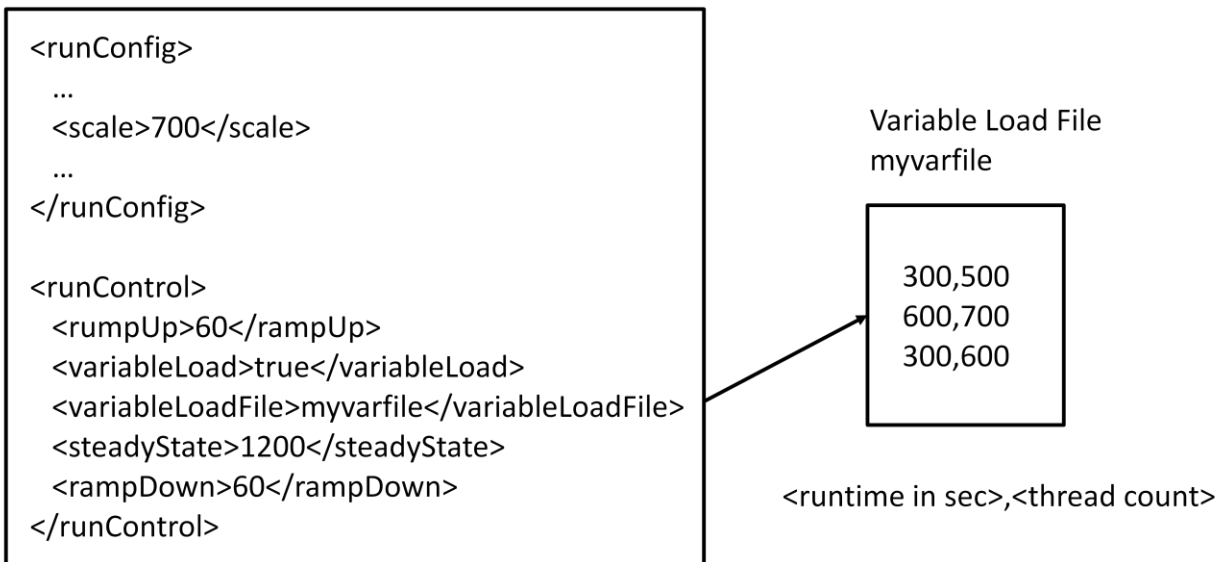 <runConfig>
...
<scale>700</scale>
...
</runConfig>
<runControl>
<rumpUp>60</rampUp>
<variableLoad>true</variableLoad>
<variableLoadFile>myvarfile</variableLoadFile>
<steadyState>1200</steadyState>
<rampDown>60</rampDown>
</runControl>
Variable Load File
myvarfile
300,500
600,700
300,600
<runtime in sec>,<thread count>